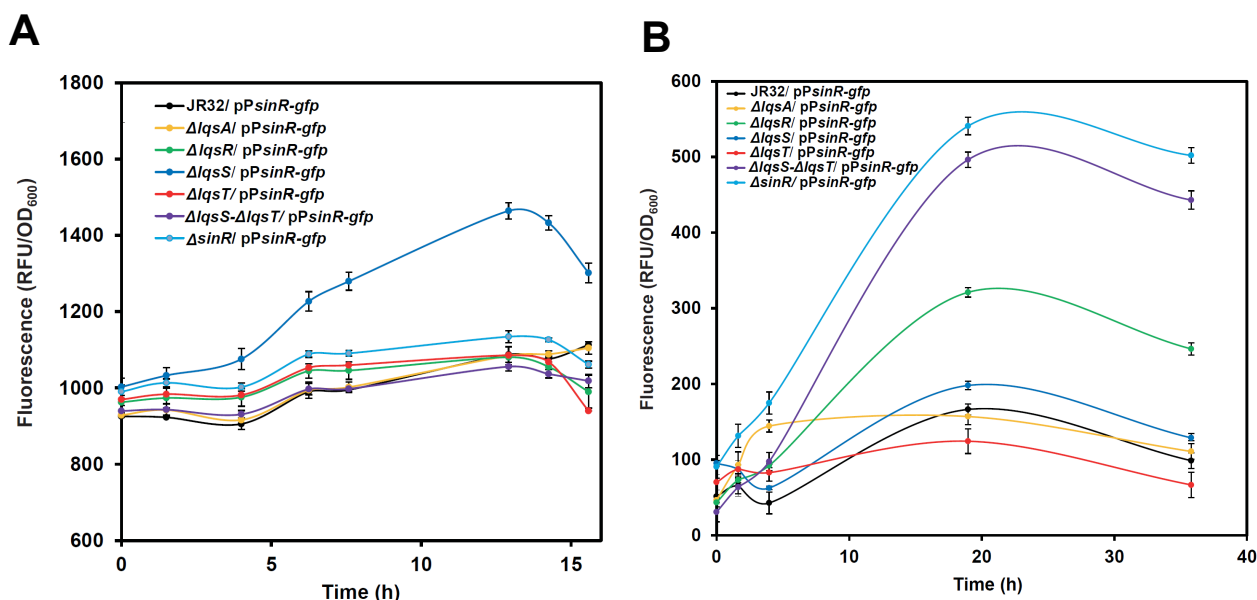 A
Fluorescence (RFU/OD600)
1800
1600
1400
1200
1000
800
600
JR32/ pPsinR-gfp
ΔlqsA/ pPsinR-gfp
ΔlqsR/ pPsinR-gfp
ΔlqsS/ pPsinR-gfp
ΔlqsT/ pPsinR-gfp
ΔlqsS-ΔlqsT/ pPsinR-gfp
ΔsinR/ pPsinR-gfp
0 5 10 15
Time (h)
B
Fluorescence (RFU/OD600)
600
500
400
300
200
100
0
JR32/ pPsinR-gfp
ΔlqsA/ pPsinR-gfp
ΔlqsR/ pPsinR-gfp
ΔlqsS/ pPsinR-gfp
ΔlqsT/ pPsinR-gfp
ΔlqsS-ΔlqsT/ pPsinR-gfp
ΔsinR/ pPsinR-gfp
0 10 20 30 40
Time (h)